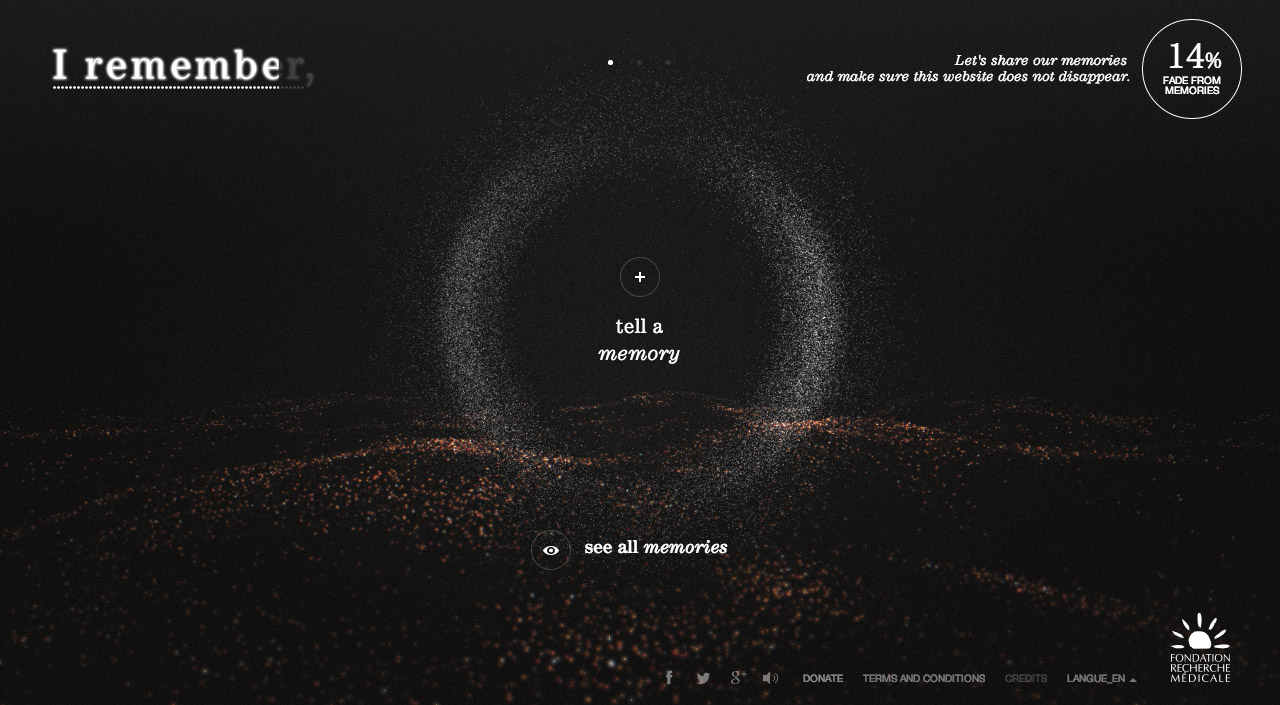 I remember,
Let's share our memories
and make sure this website does not disappear.
14%
FADE FROM
MEMORIES
tell a
memory
see all memories
DONATE TERMS AND CONDITIONS CREDITS LANGUE_EN
FONDATION
RECHERCHE
MÉDICALE